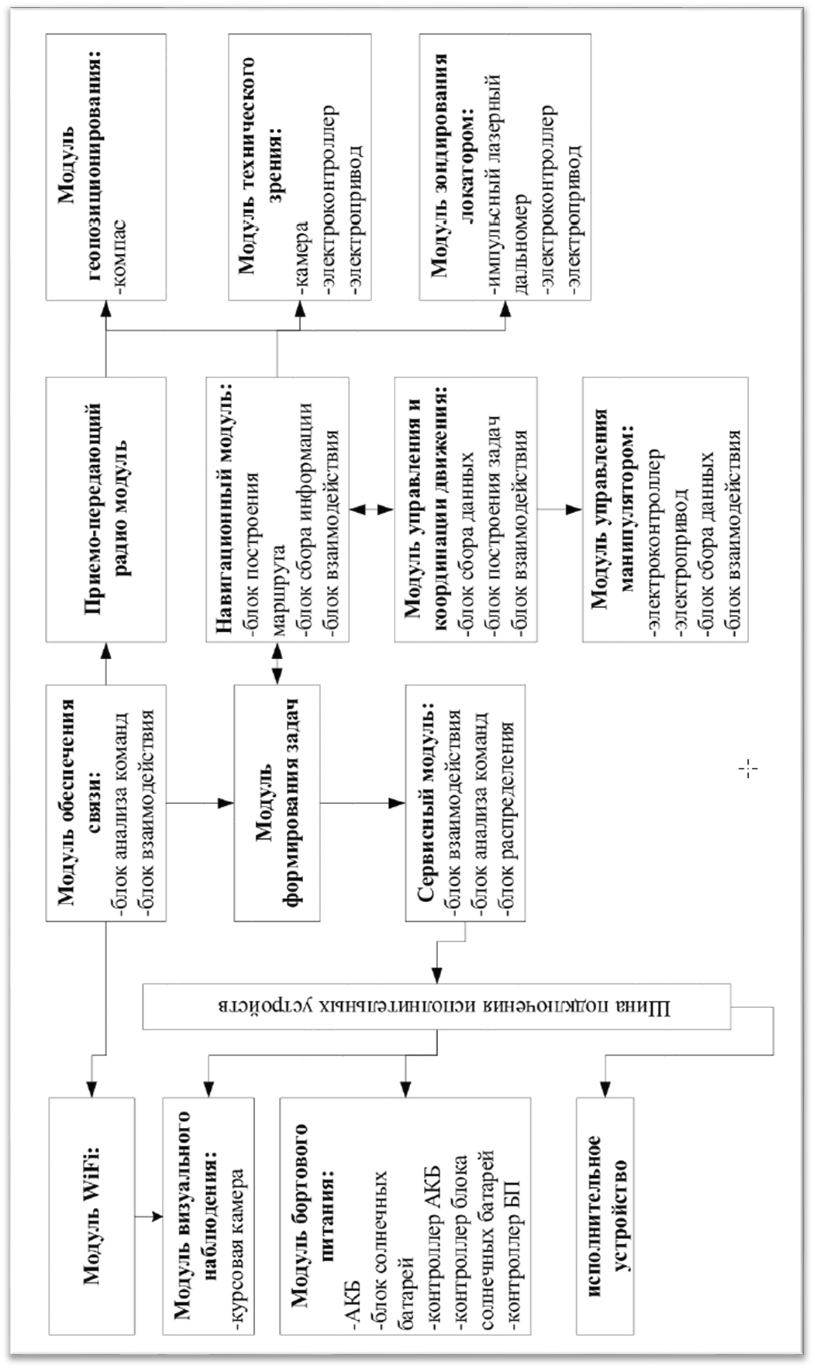 Модуль WiFi:
Модуль визуального
наблюдения:
-курсовая камера
Модуль бортового
питания:
-АКБ
-блок солнечных
батарей
-контроллер АКБ
-контроллер блока
солнечных батарей
-контроллер БП
исполнительное
устройство
Шина подключения исполнительных устройств
Модуль обеспечения
связи:
-блок анализа команд
-блок взаимодействия
Модуль
формирования задач
Сервисный модуль:
-блок взаимодействия
-блок анализа команд
-блок распределения
Приемо-передающий
радио модуль
Навигационный модуль:
-блок построения
маршрута
-блок сбора информации
-блок взаимодействия
Модуль управления и
координации движения:
-блок сбора данных
-блок построения задач
-блок взаимодействия
Модуль управления
манипулятором:
-электроконтроллер
-электропривод
-блок сбора данных
-блок взаимодействия
Модуль
геопозиционирования:
-компас
Модуль технического
зрения:
-камера
-электроконтроллер
-электропривод
Модуль зондирования
локатором:
-импульсный лазерный
дальномер
-электроконтроллер
-электропривод